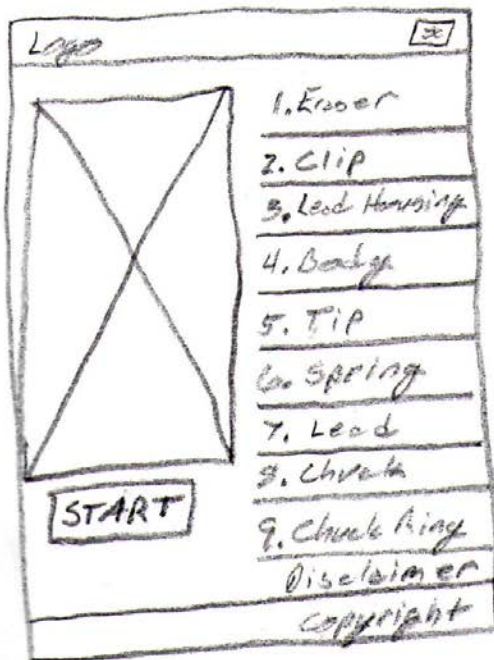 Logo
1. Eraser
2. Clip
3. Lead Housing
4. Body
5. Tip
6. Spring
7. Lead
8. Chuck
9. Chuck Ring
START
Disclaimer
Copyright